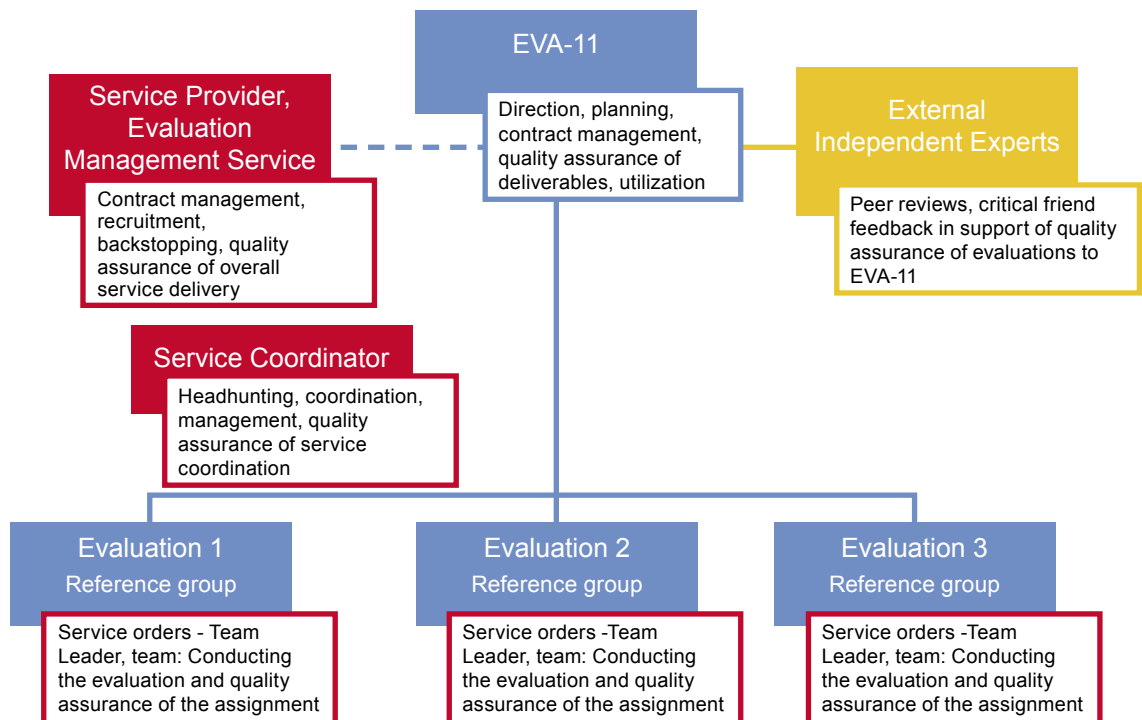 EVA-11
Direction, planning,
contract management,
quality assurance of
deliverables, utilization
Service Provider,
Evaluation
Management Service
Contract management,
recruitment,
backstopping, quality
assurance of overall
service delivery
External
Independent Experts
Peer reviews, critical friend
feedback in support of quality
assurance of evaluations to
EVA-11
Service Coordinator
Headhunting, coordination,
management, quality
assurance of service
coordination
Evaluation 1
Reference group
Service orders - Team
Leader, team: Conducting
the evaluation and quality
assurance of the assignment
Evaluation 2
Reference group
Service orders -Team
Leader, team: Conducting
the evaluation and quality
assurance of the assignment
Evaluation 3
Reference group
Service orders -Team
Leader, team: Conducting
the evaluation and quality
assurance of the assignment